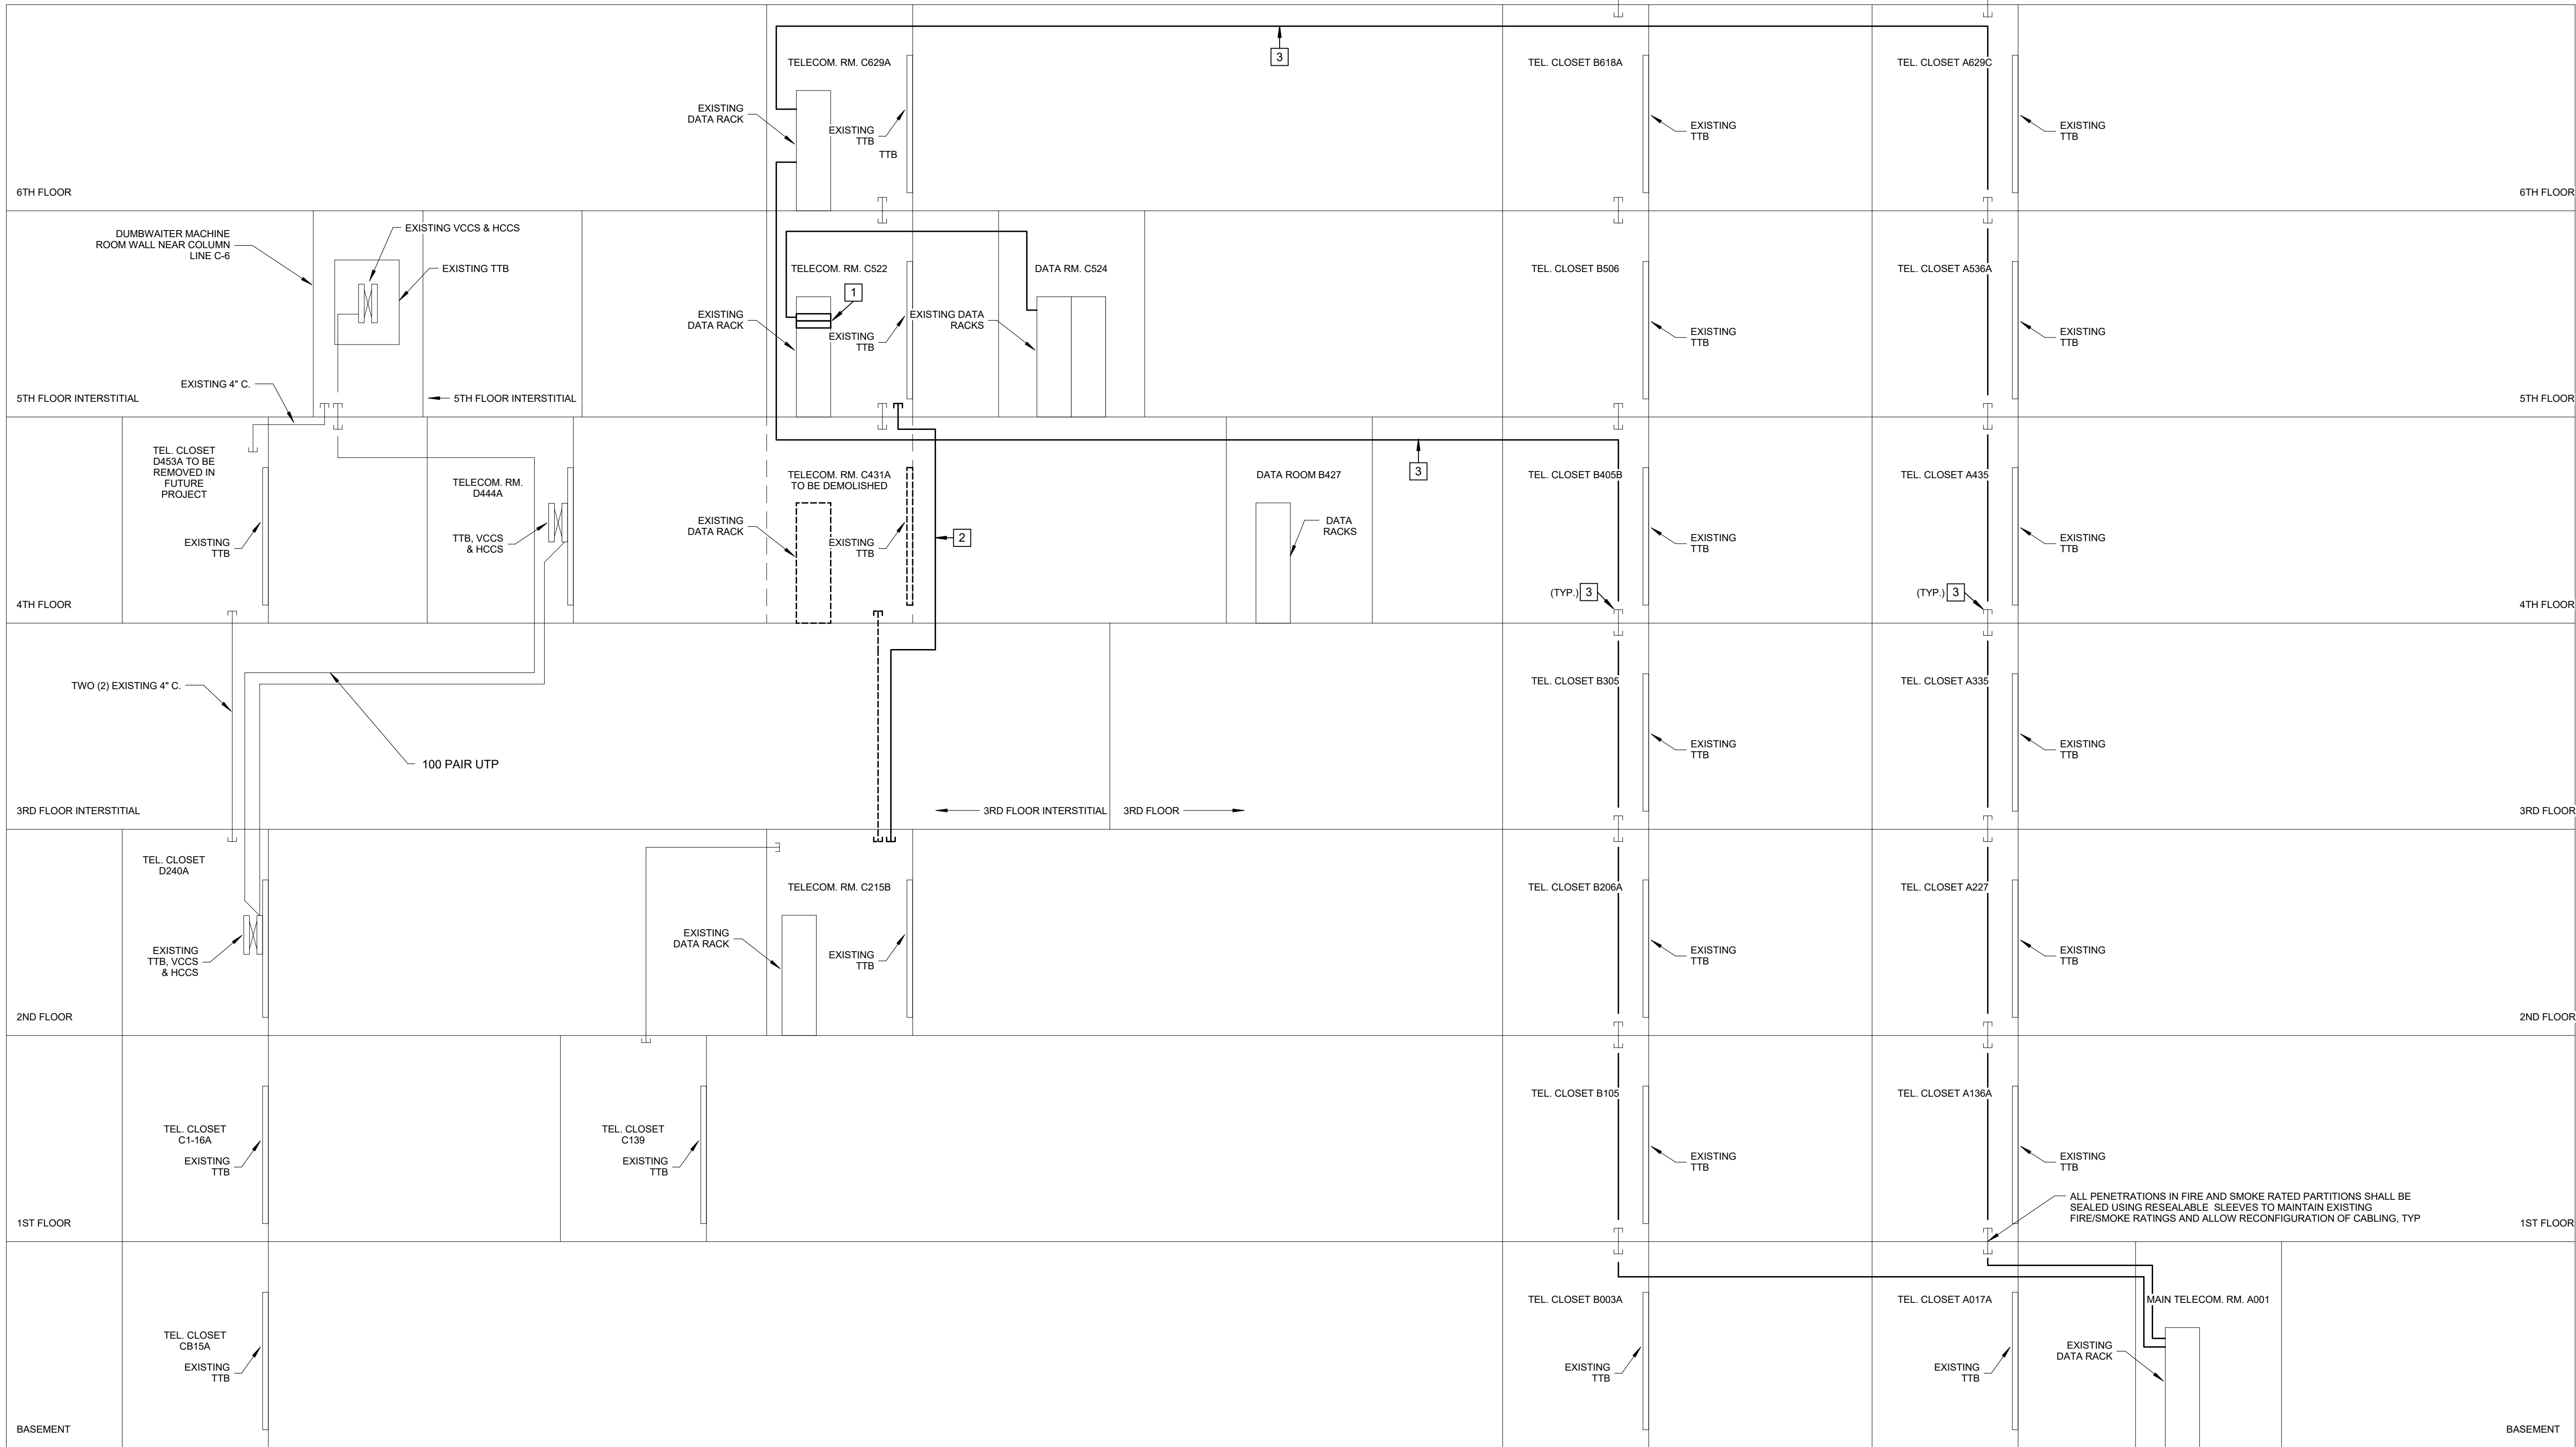 3
TELECOM. RM. C629A
TEL. CLOSET B618A
TEL. CLOSET A629C
EXISTING
DATA RACK
EXISTING
TTB
TTB
EXISTING
TTB
EXISTING
TTB
6TH FLOOR
6TH FLOOR
DUMBWAITER MACHINE
ROOM WALL NEAR COLUMN
LINE C-6
EXISTING VCCS & HCCS
EXISTING TTB
TELECOM. RM. C522
DATA RM. C524
TEL. CLOSET B506
TEL. CLOSET A536A
1
EXISTING
DATA RACK
EXISTING
TTB
EXISTING DATA
RACKS
EXISTING
TTB
EXISTING
TTB
EXISTING 4" C.
5TH FLOOR INTERSTITIAL
5TH FLOOR INTERSTITIAL
5TH FLOOR
TEL. CLOSET
D453A TO BE
REMOVED IN
FUTURE
PROJECT
TELECOM. RM.
D444A
TELECOM. RM. C431A
TO BE DEMOLISHED
DATA ROOM B427
3
TEL. CLOSET B405B
TEL. CLOSET A435
EXISTING
TTB
TTB, VCCS
& HCCS
EXISTING
DATA RACK
EXISTING
TTB
2
DATA
RACKS
EXISTING
TTB
EXISTING
TTB
(TYP.) 3
(TYP.) 3
4TH FLOOR
4TH FLOOR
TWO (2) EXISTING 4" C.
TEL. CLOSET B305
TEL. CLOSET A335
EXISTING
TTB
EXISTING
TTB
100 PAIR UTP
3RD FLOOR INTERSTITIAL
3RD FLOOR INTERSTITIAL
3RD FLOOR
3RD FLOOR
TEL. CLOSET
D240A
TELECOM. RM. C215B
TEL. CLOSET B206A
TEL. CLOSET A227
EXISTING
TTB, VCCS
& HCCS
EXISTING
DATA RACK
EXISTING
TTB
EXISTING
TTB
EXISTING
TTB
2ND FLOOR
2ND FLOOR
TEL. CLOSET
C1-16A
EXISTING
TTB
TEL. CLOSET
C139
EXISTING
TTB
TEL. CLOSET B105
TEL. CLOSET A136A
EXISTING
TTB
EXISTING
TTB
ALL PENETRATIONS IN FIRE AND SMOKE RATED PARTITIONS SHALL BE
SEALED USING RESEALABLE SLEEVES TO MAINTAIN EXISTING
FIRE/SMOKE RATINGS AND ALLOW RECONFIGURATION OF CABLING, TYP
1ST FLOOR
1ST FLOOR
TEL. CLOSET
CB15A
EXISTING
TTB
TEL. CLOSET B003A
TEL. CLOSET A017A
MAIN TELECOM. RM. A001
EXISTING
TTB
EXISTING
TTB
EXISTING
DATA RACK
BASEMENT
BASEMENT